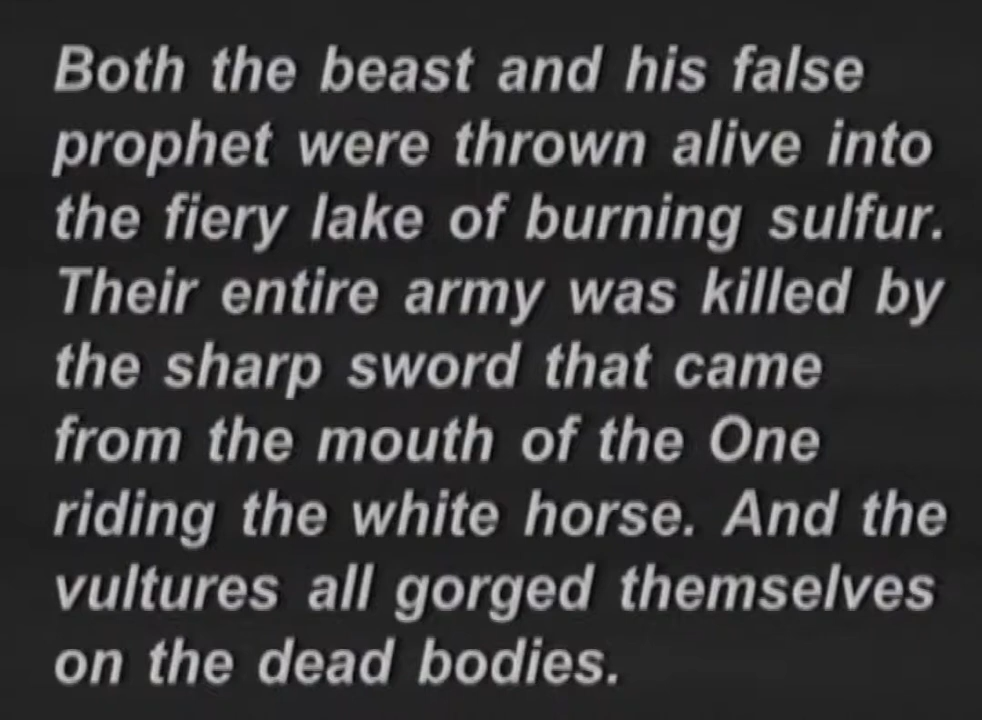 Both the beast and his false
prophet were thrown alive into
the fiery lake of burning sulfur.
Their entire army was killed by
the sharp sword that came
from the mouth of the One
riding the white horse. And the
vultures all gorged themselves
on the dead bodies.